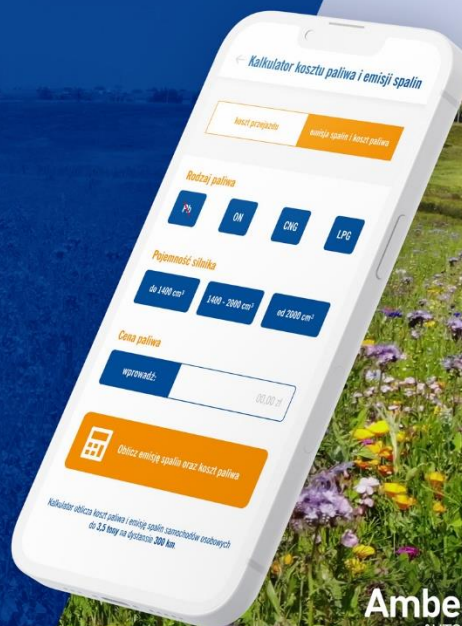 ← Kalkulator kosztu paliwa i emisji spalin
koszt przejazdu
emisja spalin i koszt paliwa
Rodzaj paliwa
Pb
ON
CNG
LPG
Pojemność silnika
do 1400 cm³
1400 - 2000 cm³
od 2000 cm³
Cena paliwa
wprowadź:
00.00 zł
Oblicz emisję spalin oraz koszt paliwa
Kalkulator oblicza koszt paliwa i emisję spalin samochodów osobowych
do 3,5 tony na dystansie 300 km.
Ambe